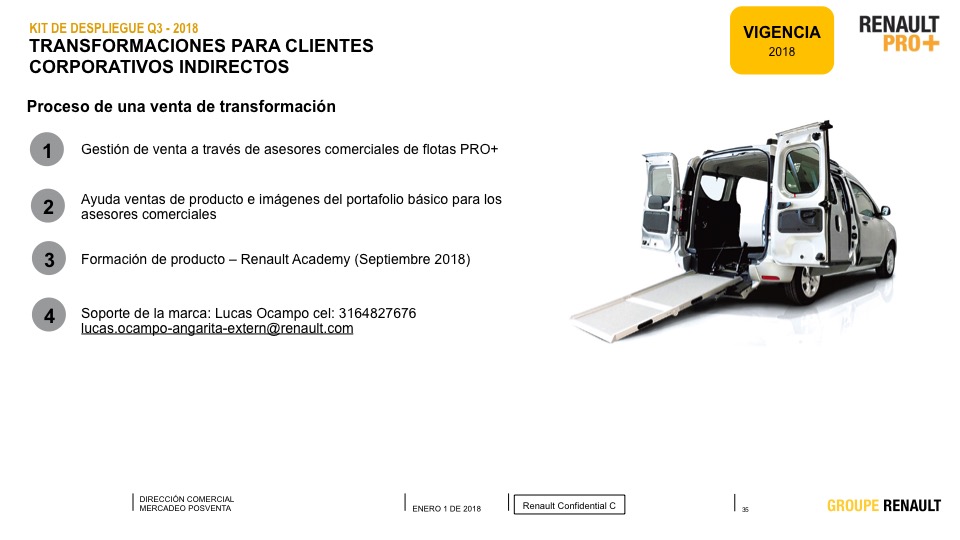 KIT DE DESPLIEGUE Q3 - 2018
TRANSFORMACIONES PARA CLIENTES
CORPORATIVOS INDIRECTOS
VIGENCIA
2018
RENAULT
PRO+
Proceso de una venta de transformación
1
Gestión de venta a través de asesores comerciales de flotas PRO+
2
Ayuda ventas de producto e imágenes del portafolio básico para los
asesores comerciales
3
Formación de producto – Renault Academy (Septiembre 2018)
4
Soporte de la marca: Lucas Ocampo cel: 3164827676
lucas.ocampo-angarita-extern@renault.com
DIRECCIÓN COMERCIAL
MERCADEO POSVENTA
ENERO 1 DE 2018
Renault Confidential C
35
GROUPE RENAULT